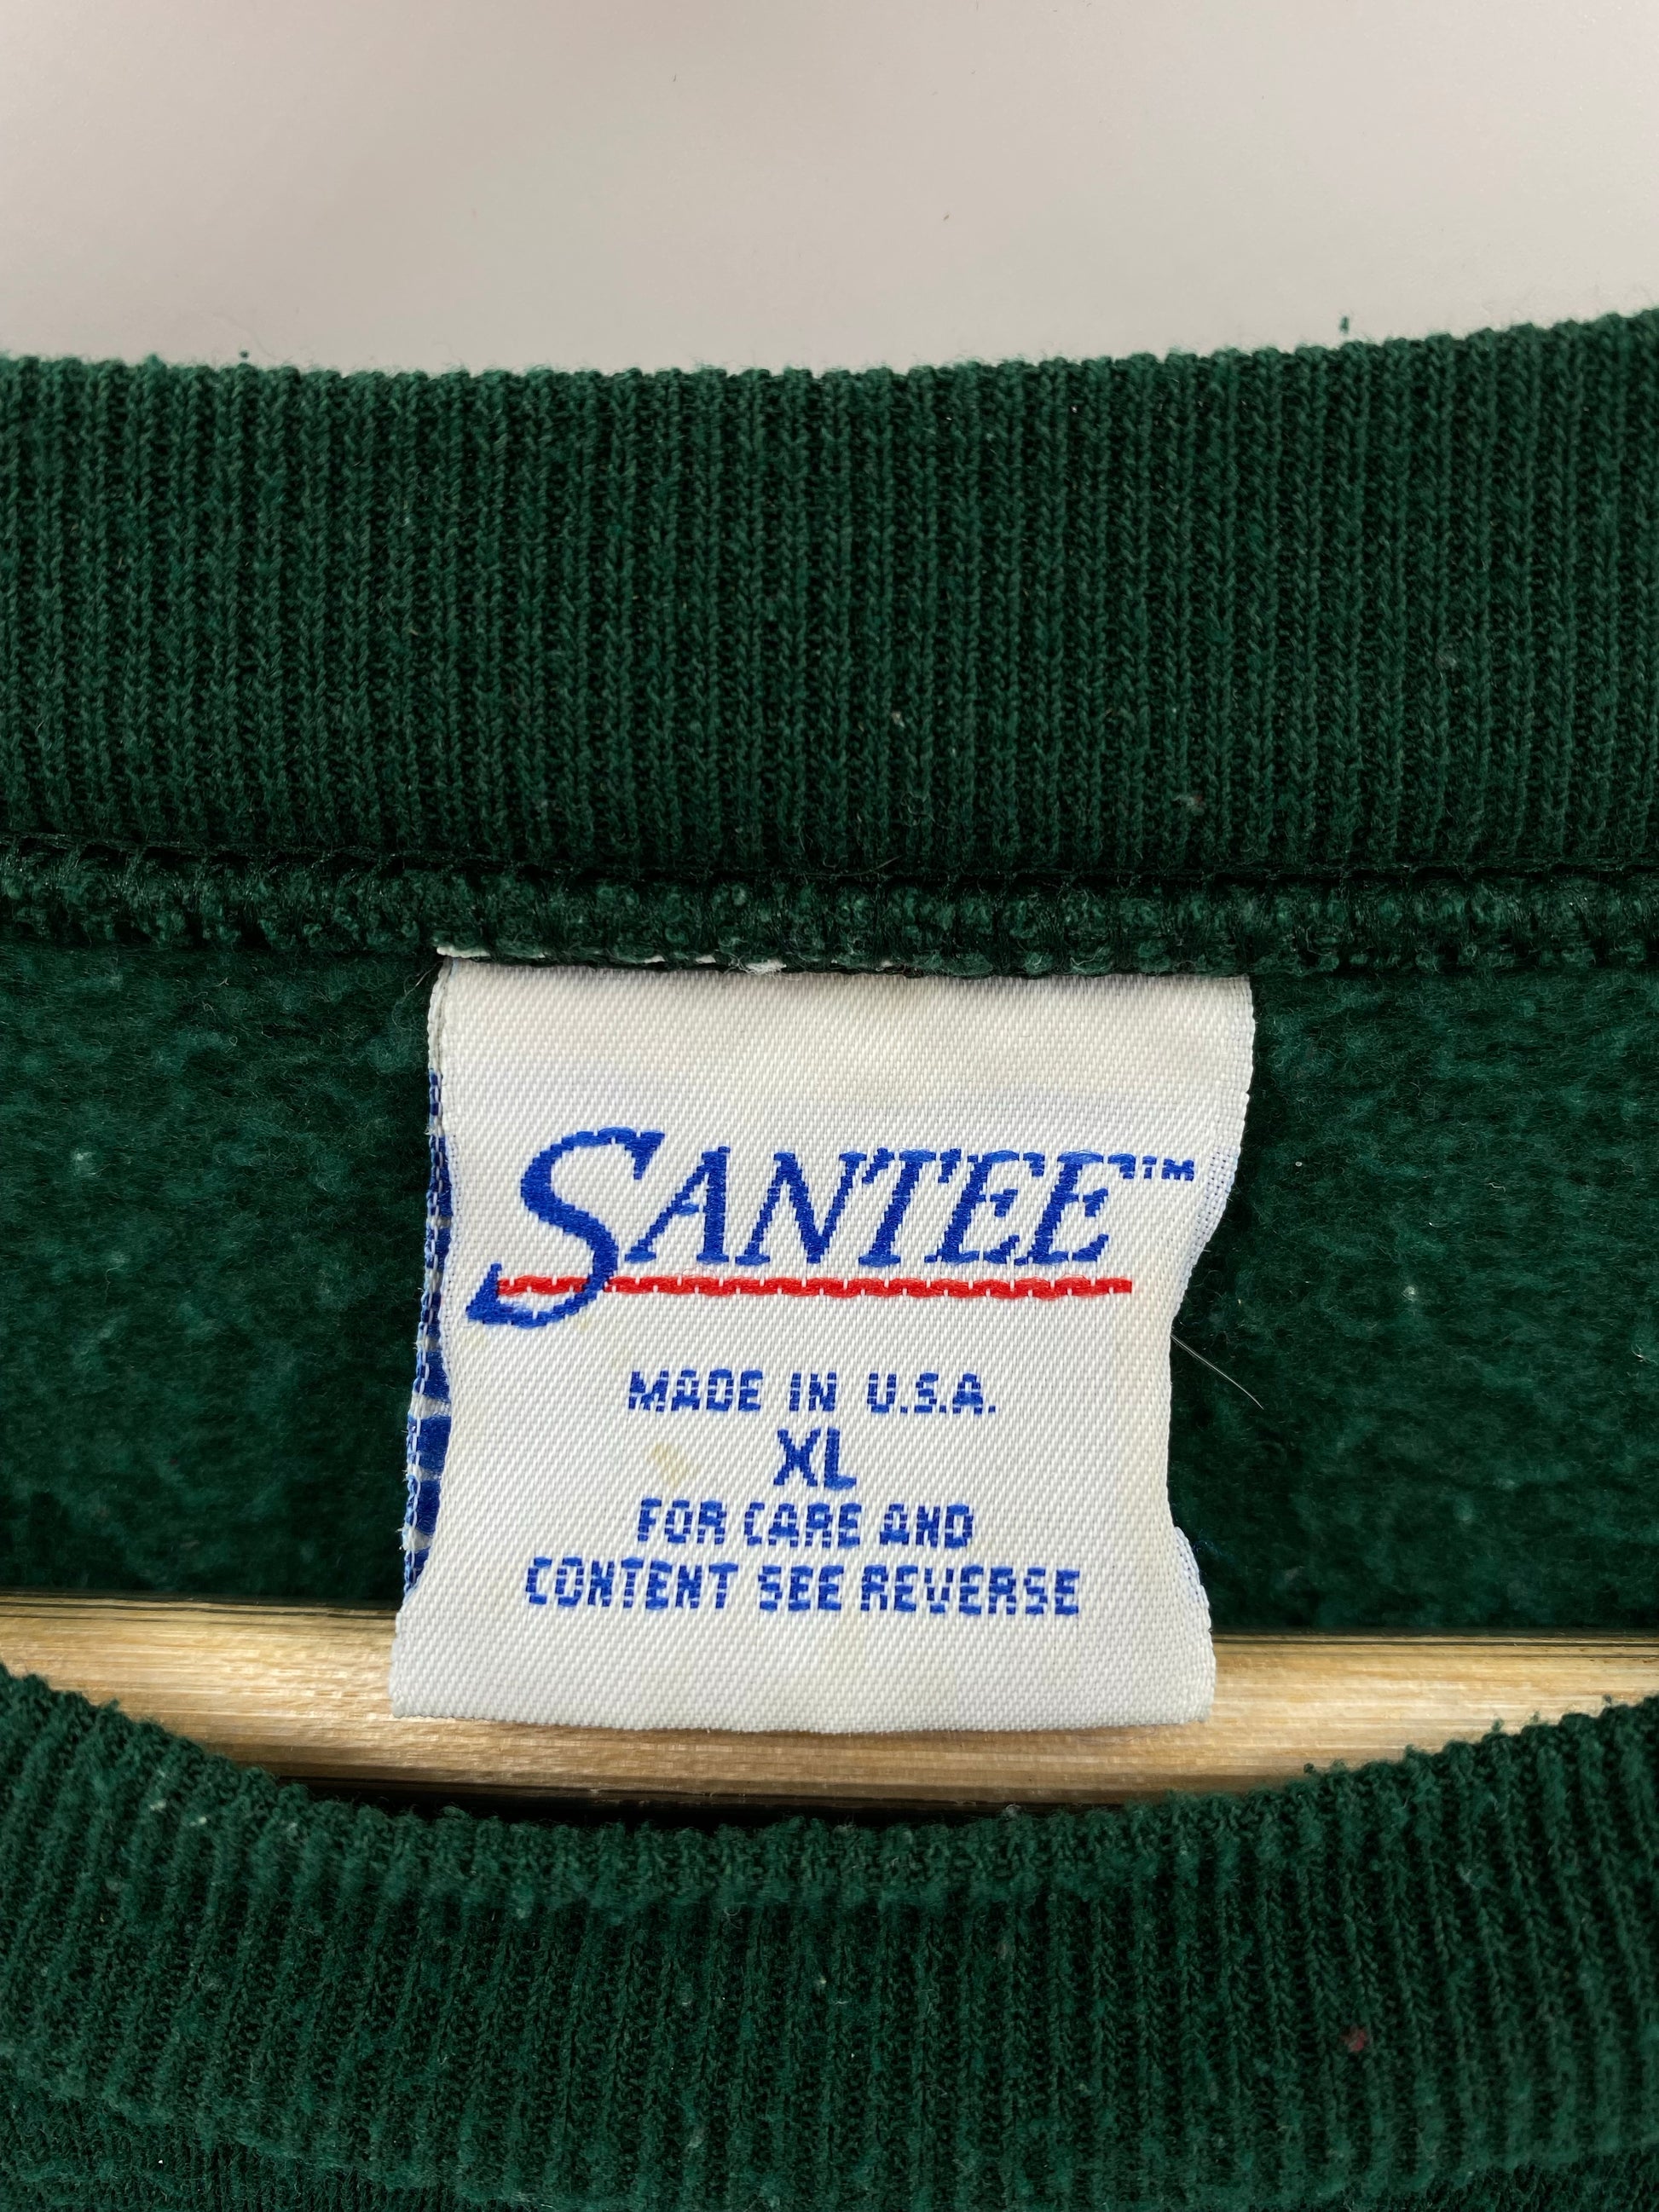 SANTEE™
MADE IN U.S.A.
XL
FOR CARE AND
CONTENT SEE REVERSE